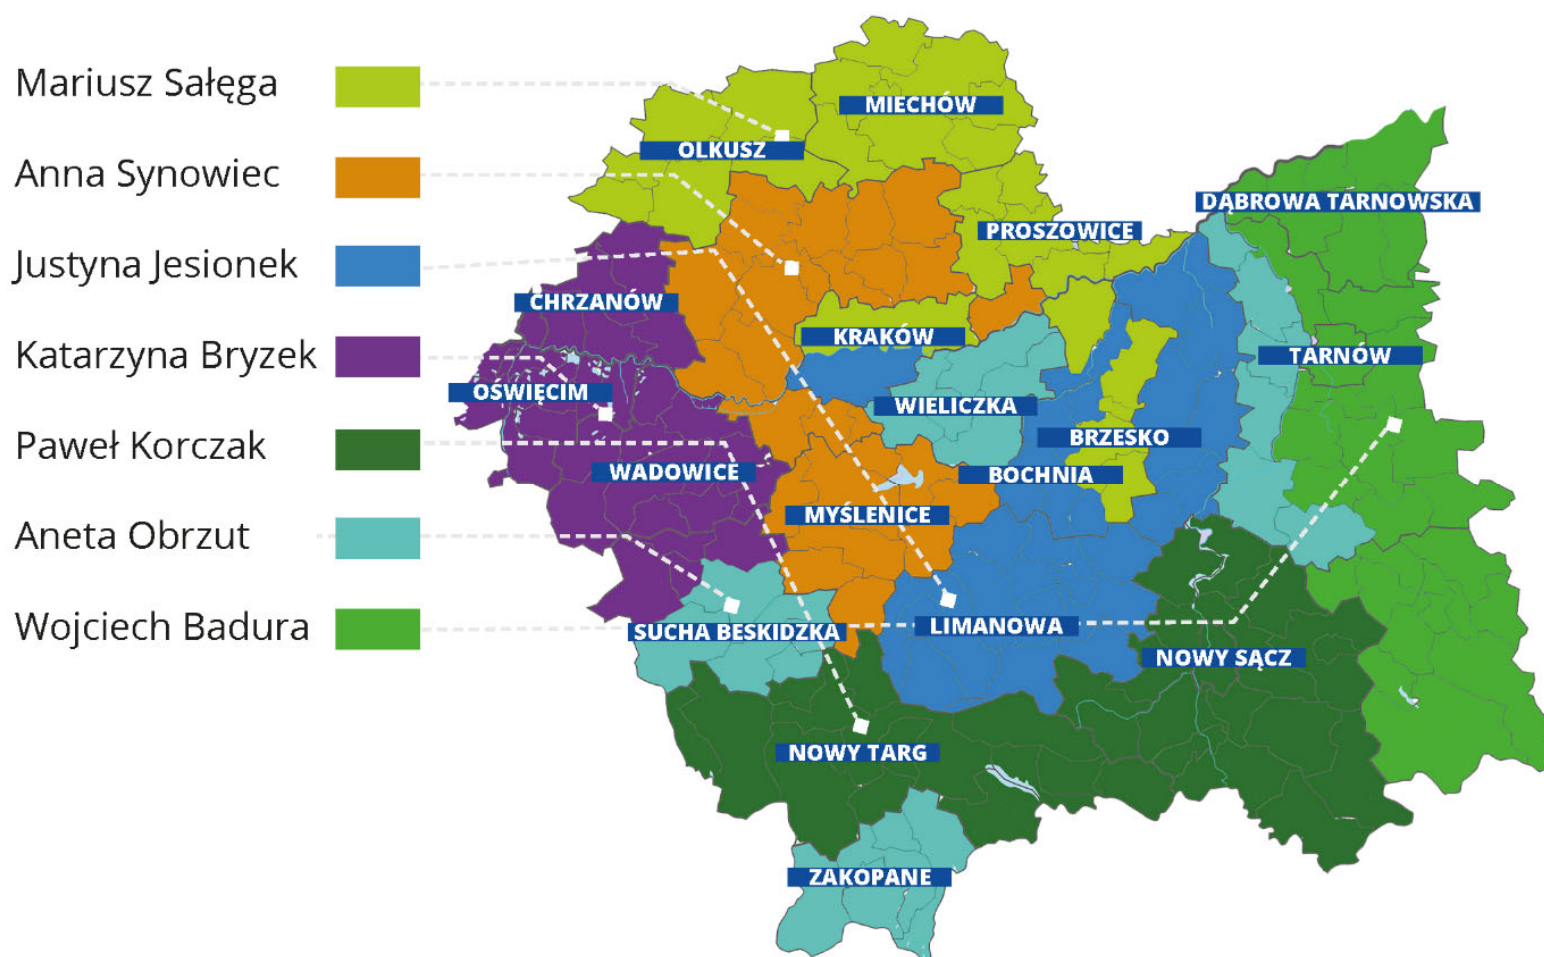 Mariusz Sałęga
Anna Synowiec
Justyna Jesionek
Katarzyna Bryzek
Paweł Korczak
Aneta Obrzut
Wojciech Badura
MIECHÓW
OLKUSZ
DĄBROWA TARNOWSKA
PROSZOWICE
CHRZANÓW
KRAKÓW
TARNÓW
OŚWIĘCIM
WIELICZKA
BRZESKO
WADOWICE
BOCHNIA
MYŚLENICE
SUCHA BESKIDZKA
LIMANOWA
NOWY SĄCZ
NOWY TARG
ZAKOPANE